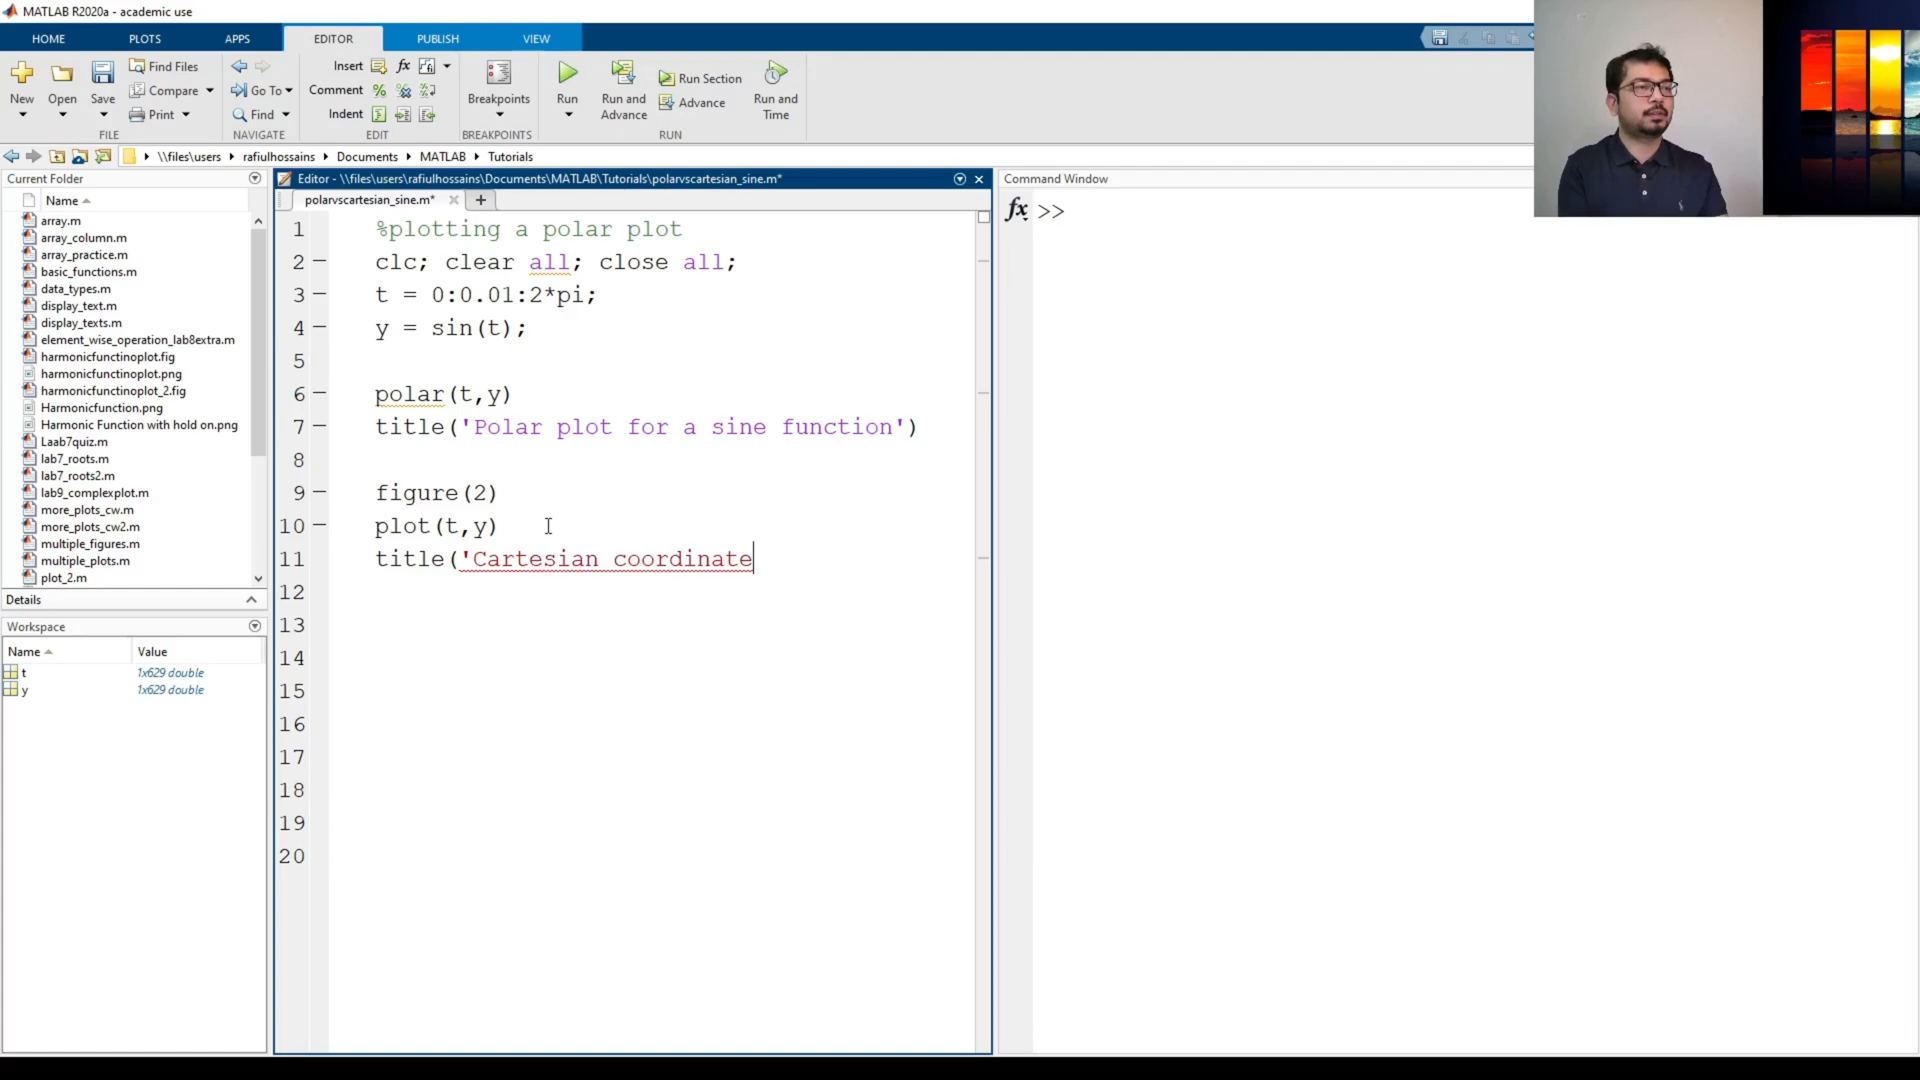 MATLAB R2020a - academic use
HOME PLOTS APPS EDITOR PUBLISH VIEW
New Open Save Find Files Compare Print
FILE
Go To Find
NAVIGATE
Insert fx
Comment %
Indent
EDIT
Breakpoints
BREAKPOINTS
Run Run and Advance Run Section Advance Run and Time
RUN
\\files\users rafiulhossains Documents MATLAB Tutorials
Current Folder
Name
array.m
array_column.m
array_practice.m
basic_functions.m
data_types.m
display_text.m
display_texts.m
element_wise_operation_lab8extra.m
harmonicfunctinoplot.fig
harmonicfunctinoplot.png
harmonicfunctinoplot_2.fig
Harmonicfunction.png
Harmonic Function with hold on.png
Laab7quiz.m
lab7_roots.m
lab7_roots2.m
lab9_complexplot.m
more_plots_cw.m
more_plots_cw2.m
multiple_figures.m
multiple_plots.m
plot_2.m
Details
Workspace
Name Value
t 1x629 double
y 1x629 double
Editor - \\files\users\rafiulhossains\Documents\MATLAB\Tutorials\polarvscartesian_sine.m*
polarvscartesian_sine.m* +
1 %plotting a polar plot
2 – clc; clear all; close all;
3 – t = 0:0.01:2*pi;
4 – y = sin(t);
5
6 – polar(t,y)
7 – title('Polar plot for a sine function')
8
9 – figure(2)
10 – plot(t,y)
11 title('Cartesian coordinate
12
13
14
15
16
17
18
19
20
Command Window
fx >>